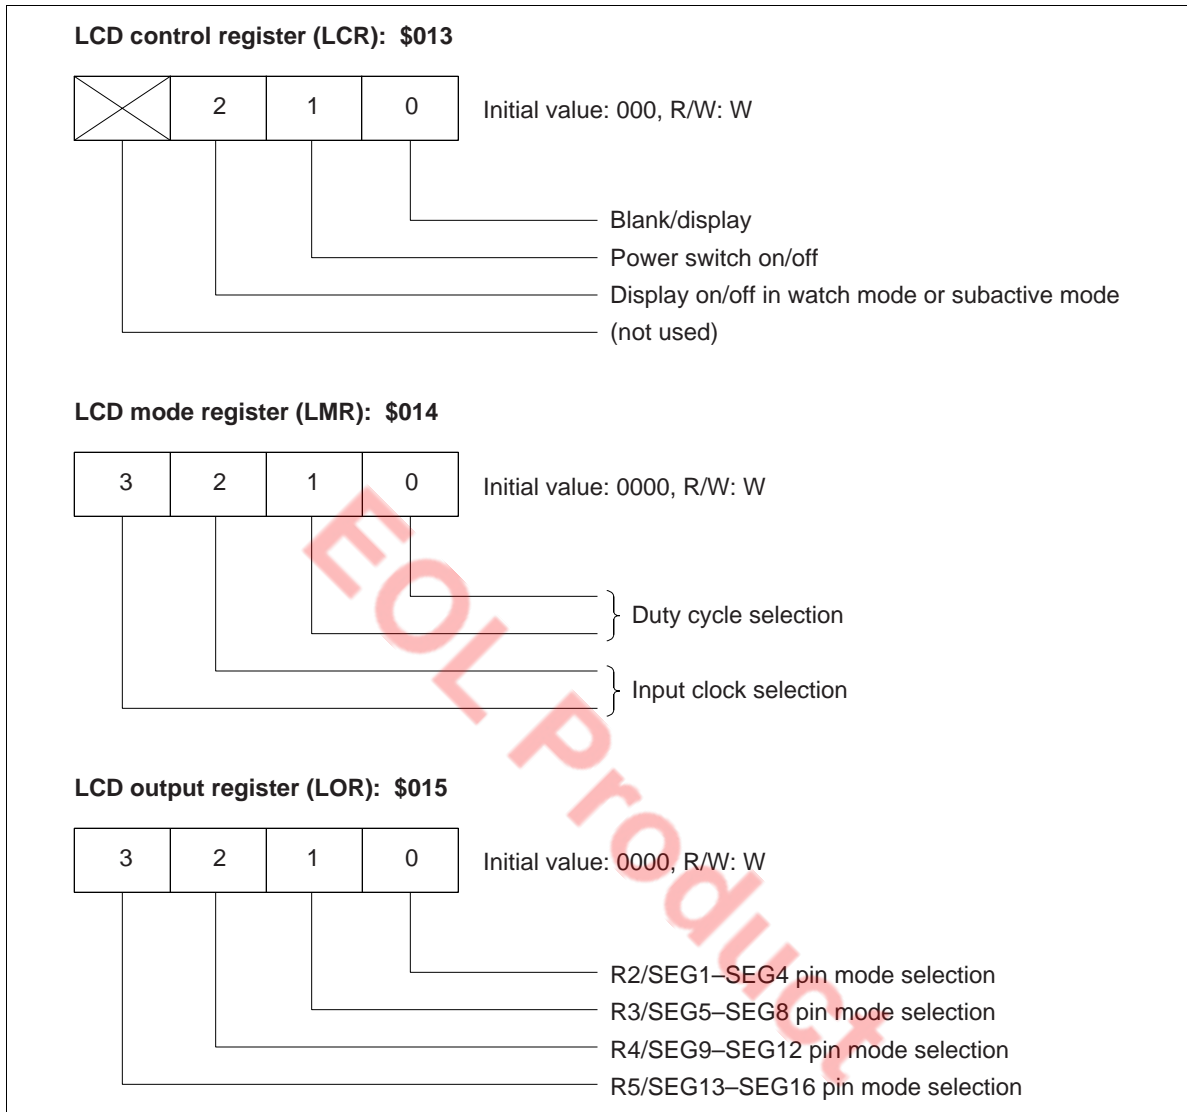 LCD control register (LCR): $013
2 1 0 Initial value: 000, R/W: W
Blank/display
Power switch on/off
Display on/off in watch mode or subactive mode
(not used)
LCD mode register (LMR): $014
3 2 1 0 Initial value: 0000, R/W: W
Duty cycle selection
Input clock selection
LCD output register (LOR): $015
3 2 1 0 Initial value: 0000, R/W: W
R2/SEG1–SEG4 pin mode selection
R3/SEG5–SEG8 pin mode selection
R4/SEG9–SEG12 pin mode selection
R5/SEG13–SEG16 pin mode selection
EOL Product